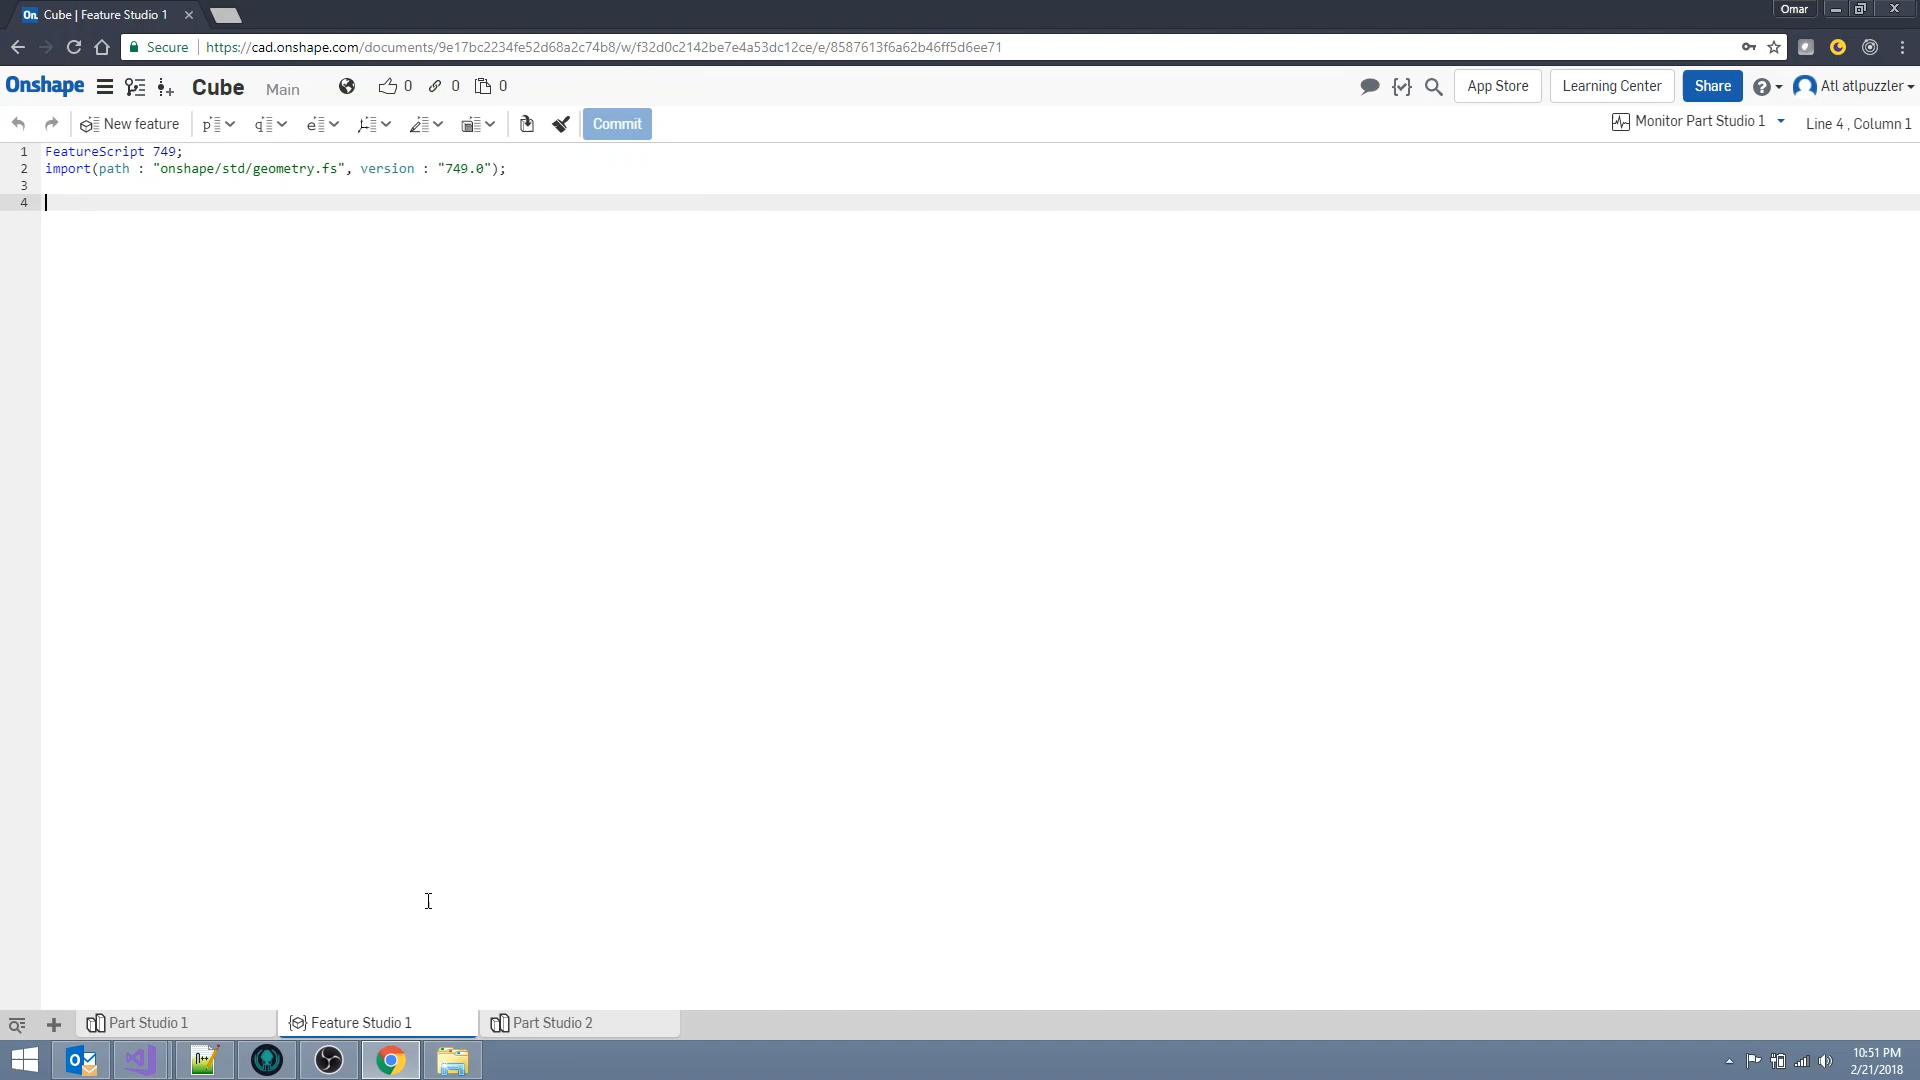 Cube | Feature Studio 1
Omar
Secure
https://cad.onshape.com/documents/9e17bc2234fe52d68a2c74b8/w/f32d0c2142be7e4a53dc12ce/e/8587613f6a62b46ff5d6ee71
Onshape Cube Main 0 0 0 App Store Learning Center Share Atl atlpuzzler
New feature Commit Monitor Part Studio 1 Line 4 , Column 1
1 FeatureScript 749;
2 import(path : "onshape/std/geometry.fs", version : "749.0");
3
4
Part Studio 1 Feature Studio 1 Part Studio 2
10:51 PM
2/21/2018